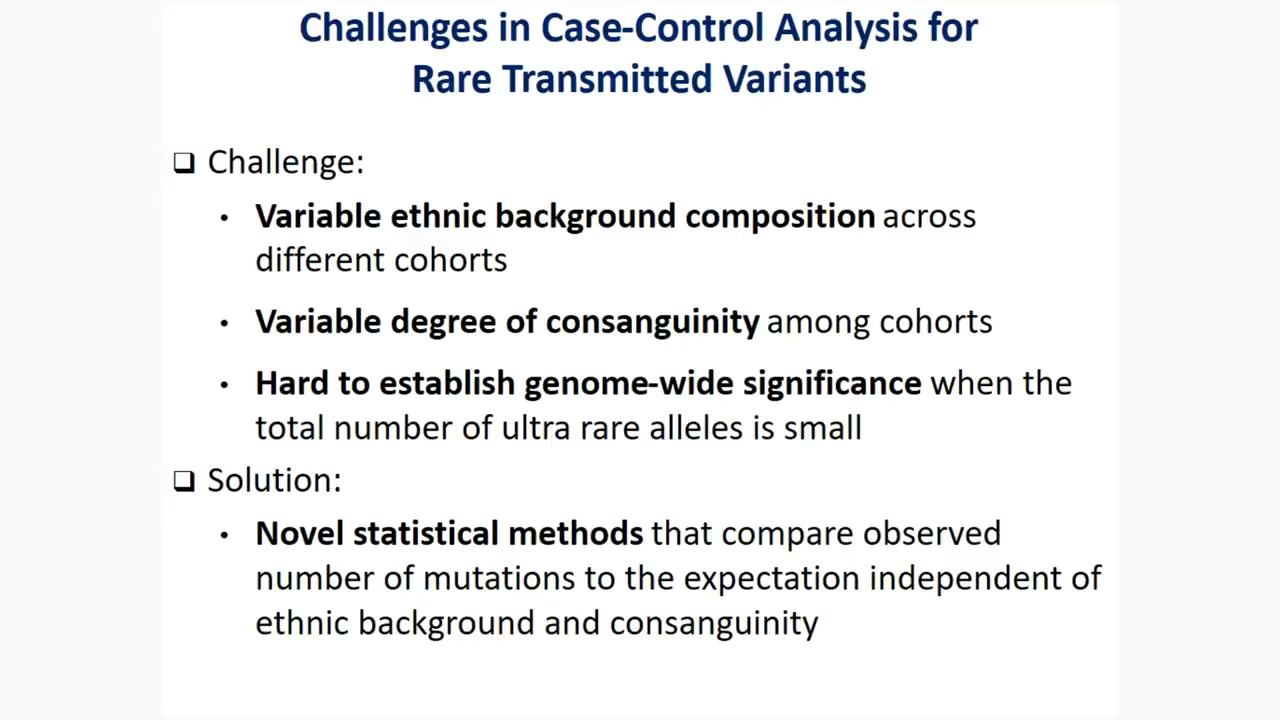 Challenges in Case-Control Analysis for
Rare Transmitted Variants
❑ Challenge:
• Variable ethnic background composition across
different cohorts
• Variable degree of consanguinity among cohorts
• Hard to establish genome-wide significance when the
total number of ultra rare alleles is small
❑ Solution:
• Novel statistical methods that compare observed
number of mutations to the expectation independent of
ethnic background and consanguinity